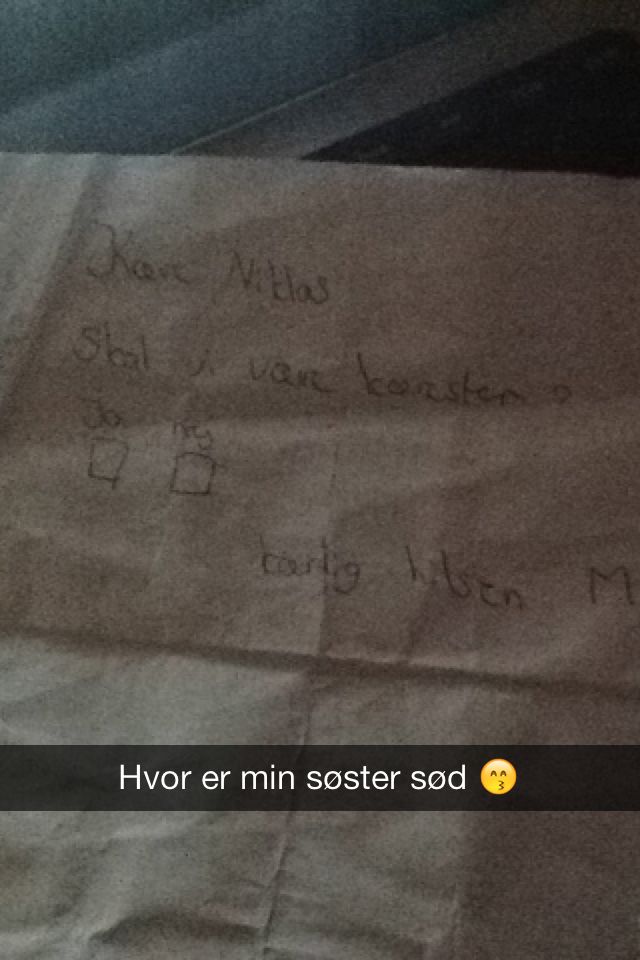 Kære Niklas
Skal vi være kærester?
Ja nej
kærlig hilsen M
Hvor er min søster sød 😙